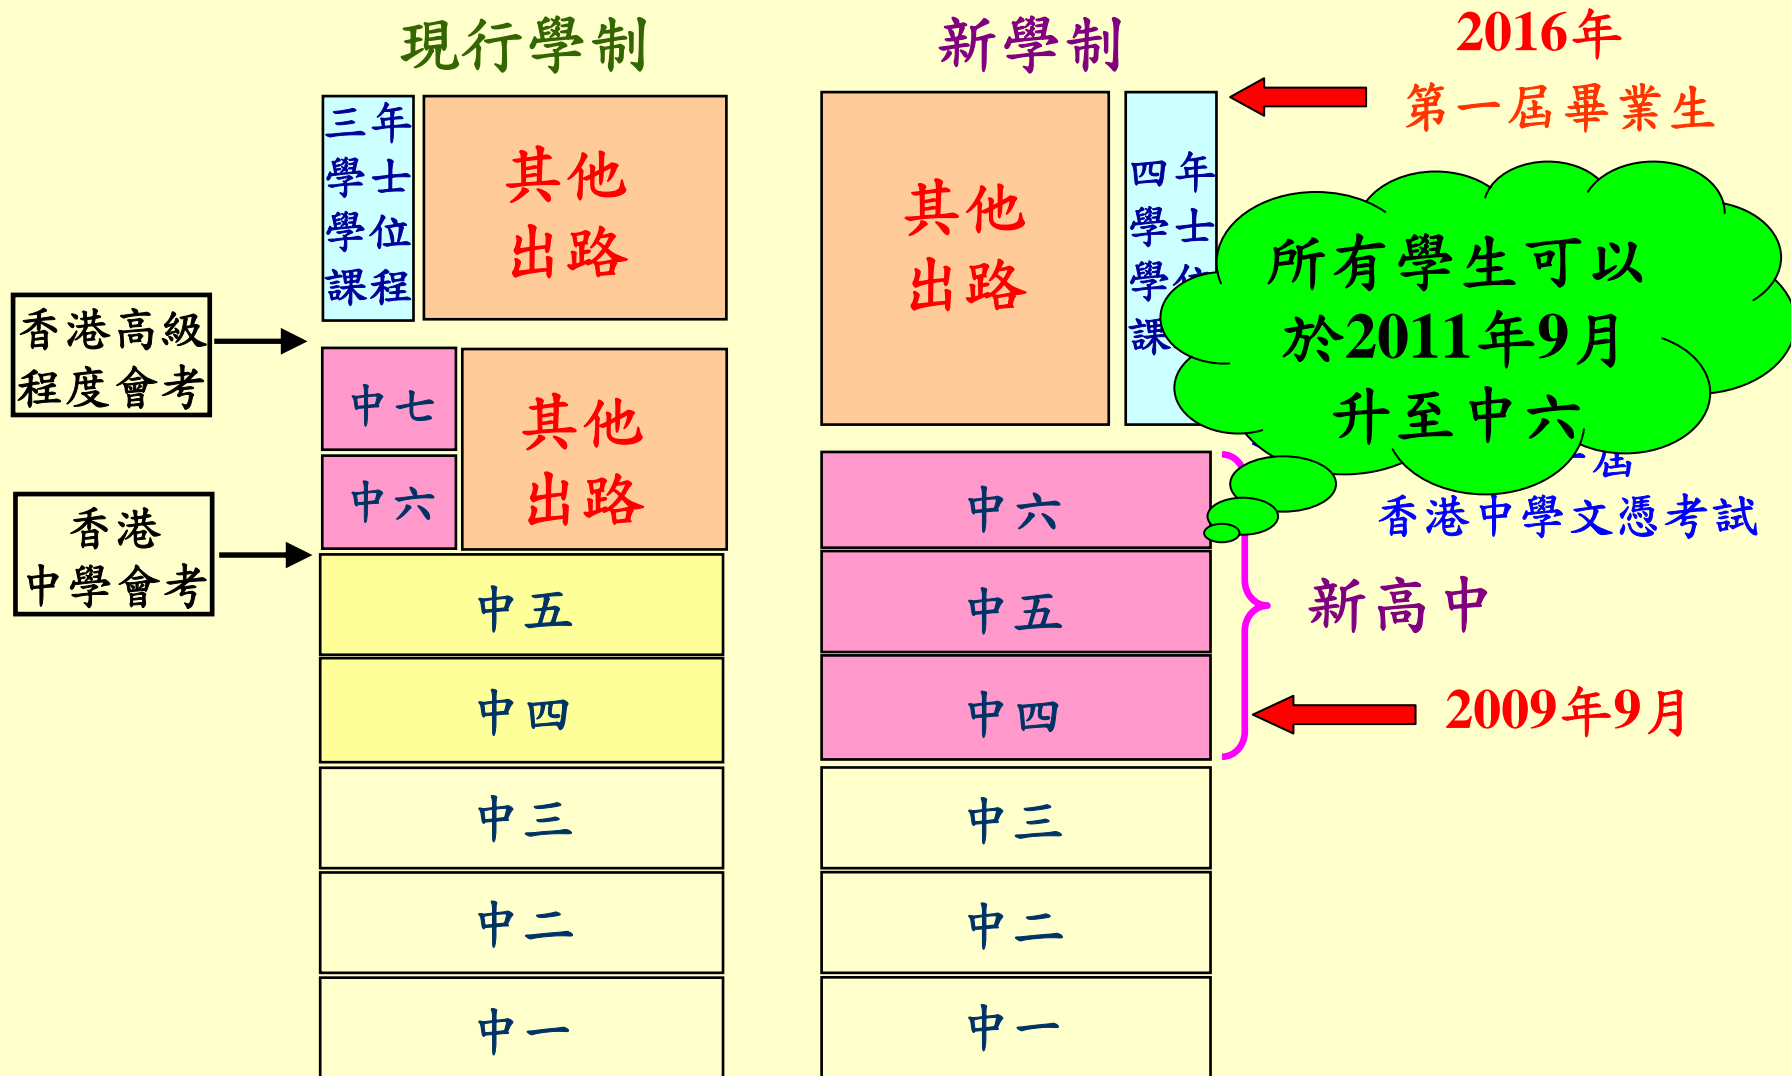 現行學制
新學制
2016年
第一屆畢業生
三年
學士
學位
課程
其他
出路
其他
出路
四年
學士
學位
課
所有學生可以
於2011年9月
升至中六
香港高級
程度會考
中七
中六
其他
出路
香港
中學會考
中五
中四
中三
中二
中一
中六
中五
中四
中三
中二
中一
屆
香港中學文憑考試
新高中
2009年9月